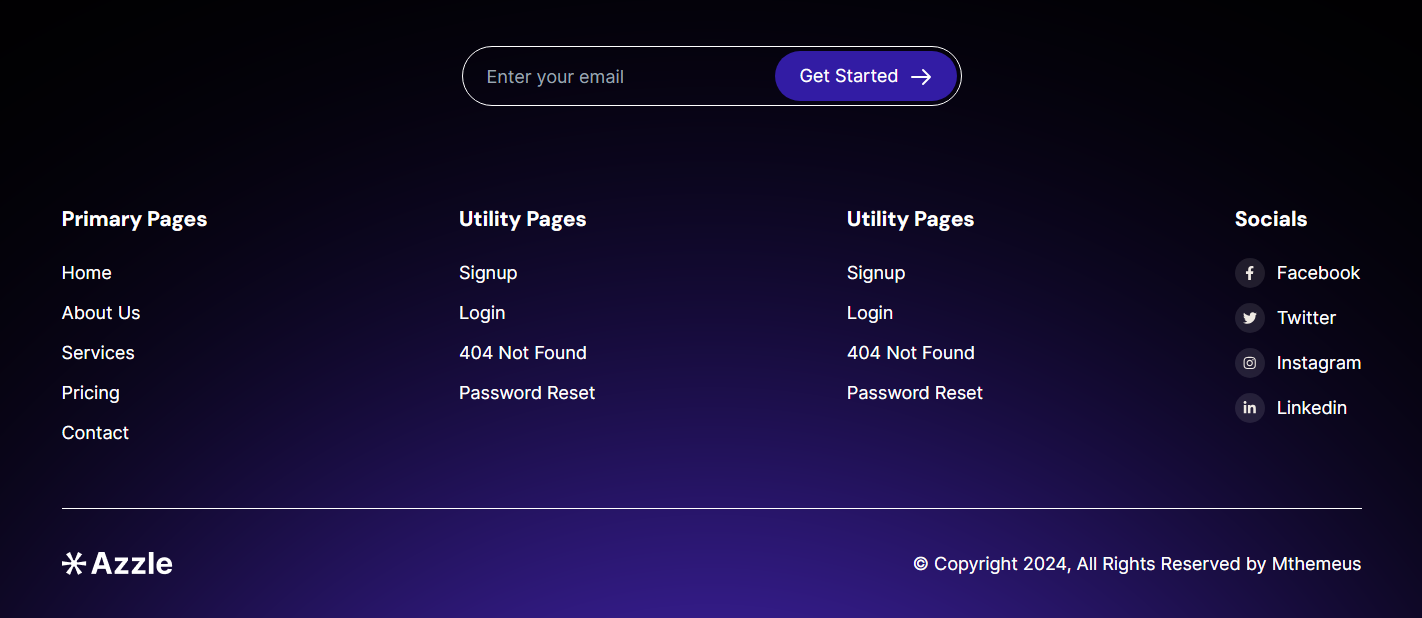 Enter your email
Get Started
Primary Pages
Home
About Us
Services
Pricing
Contact
Utility Pages
Signup
Login
404 Not Found
Password Reset
Utility Pages
Signup
Login
404 Not Found
Password Reset
Socials
Facebook
Twitter
Instagram
Linkedin
Azzle
© Copyright 2024, All Rights Reserved by Mthemeus